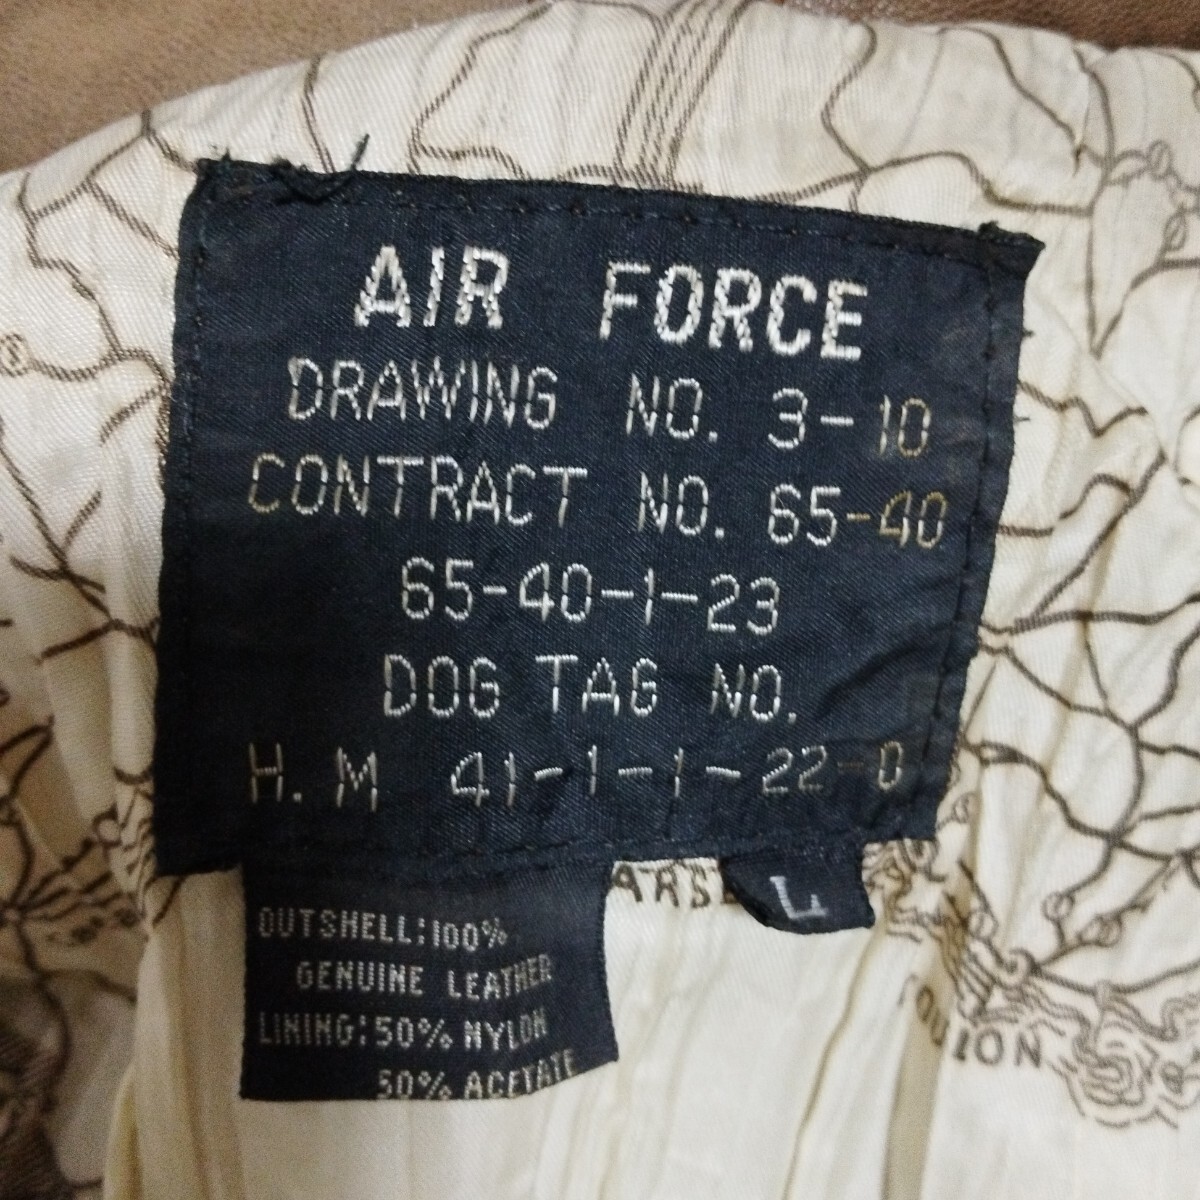 AIR FORCE
DRAWING NO. 3-10
CONTRACT NO. 65-40
65-40-1-23
DOG TAG NO.
H. M 41-1-1-22-0
L
OUTSHELL:100%
GENUINE LEATHER
LINING:50% NYLON
50% ACETATE